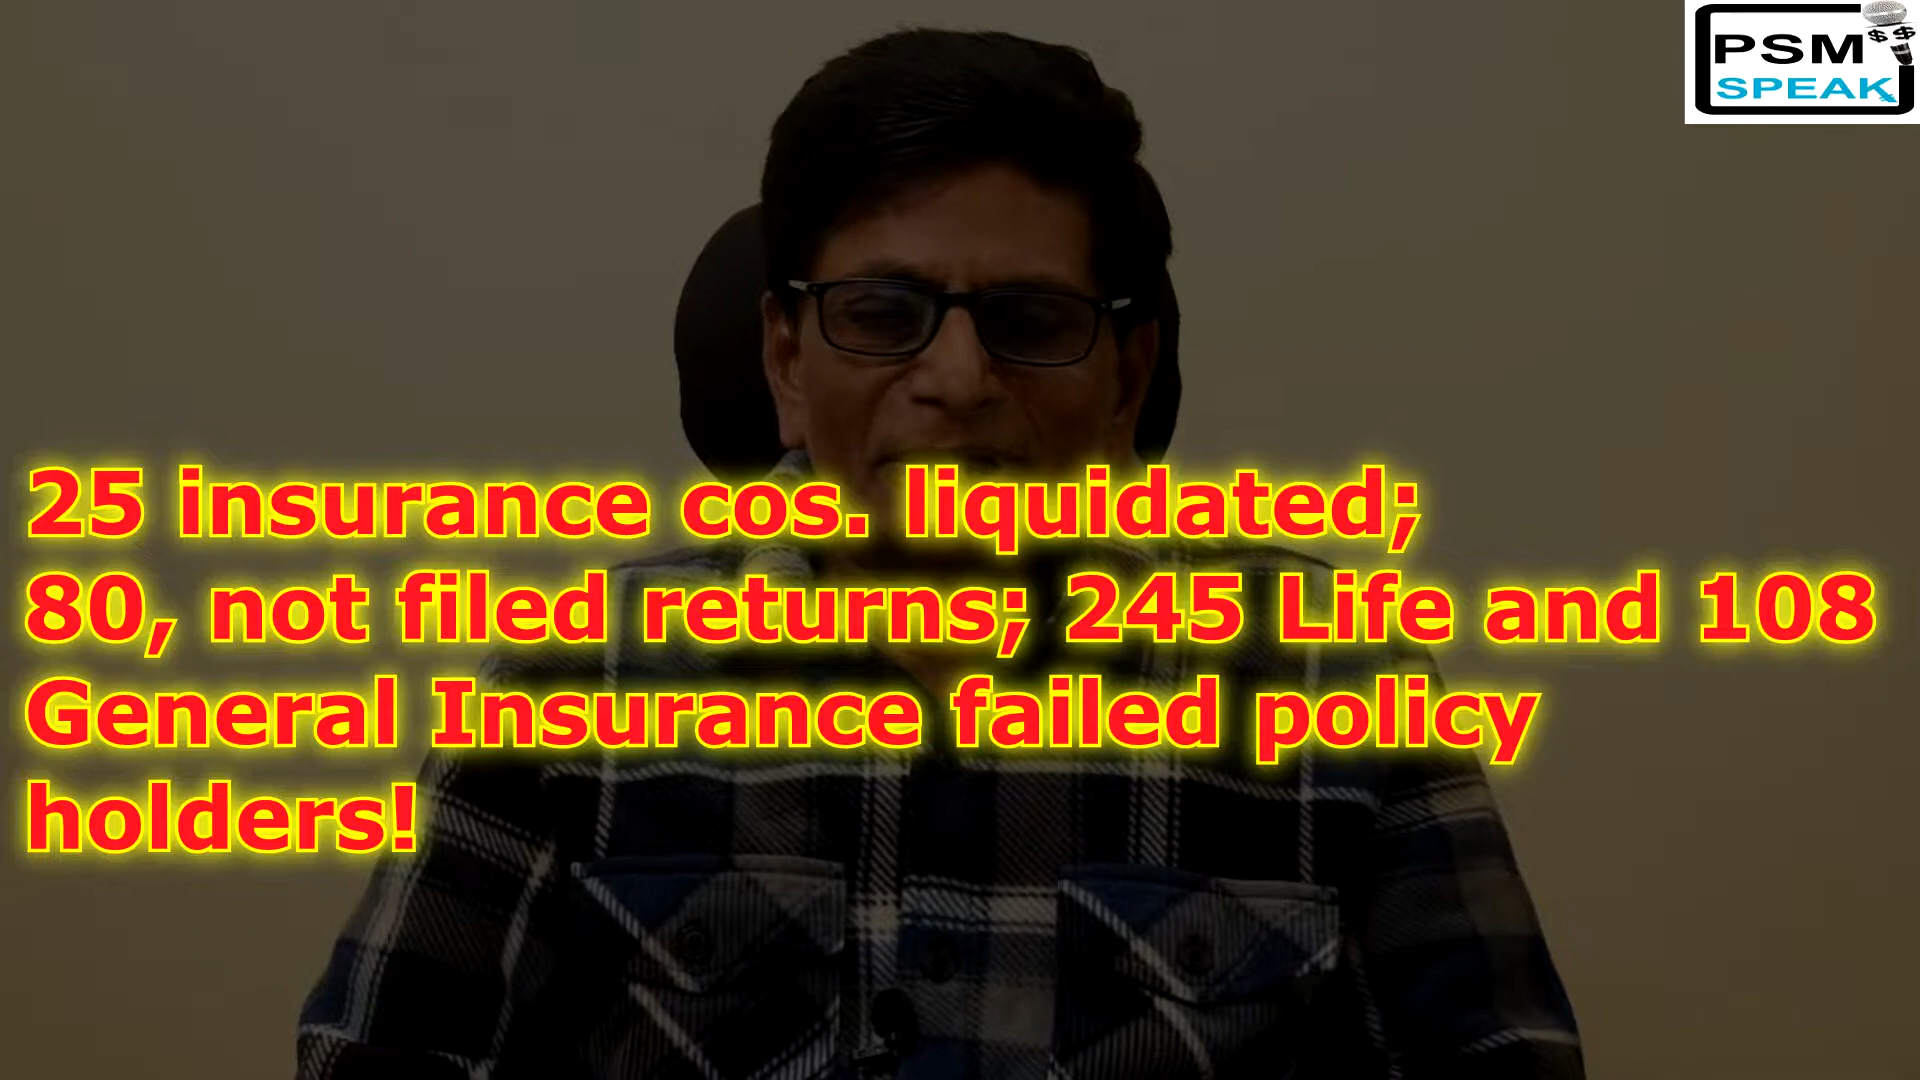 PSM
$ $
SPEAK
25 insurance cos. liquidated;
80, not filed returns; 245 Life and 108
General Insurance failed policy
holders!